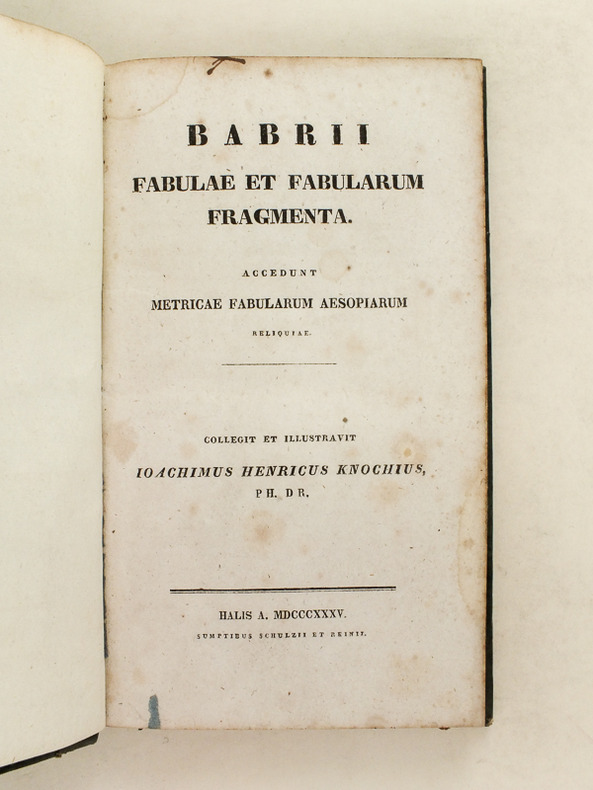 BABRII
FABULAE ET FABULARUM
FRAGMENTA.
ACCEDUNT
METRICAE FABULARUM AESOPIARUM
RELIQUIAE.
COLLEGIT ET ILLUSTRAVIT
IOACHIMUS HENRICUS KNOCHIUS,
PH. DR.
HALIS A. MDCCCXXXV.
SUMPTIBUS SCHULZII ET REINII.